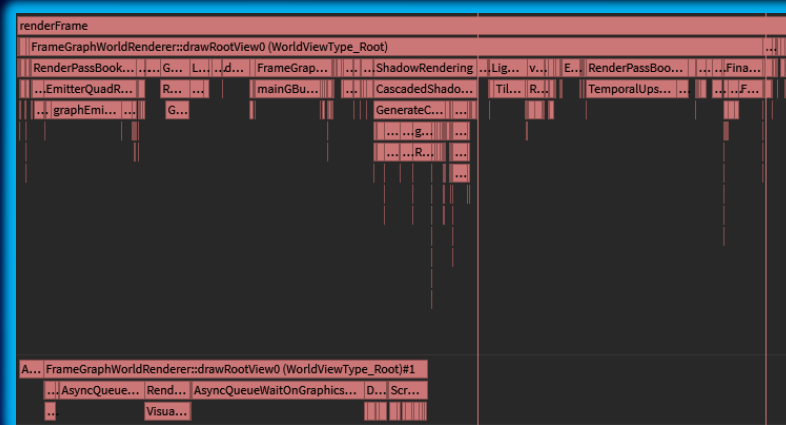 renderFrame
FrameGraphWorldRenderer::drawRootView0 (WorldViewType_Root) ...
RenderPassBook... ... ... G... L... ... ...d... FrameGrap... ... ... ShadowRendering ... Lig... v... E... RenderPassBoo... ... ... Fina...
...EmitterQuadR... R... ... mainGBu... ... CascadedShado... Til... R... TemporalUps... ... ... ...F...
... graphEmi... ... G... GenerateC... ...
... ...g... ...
... ...R... ...
...
A... FrameGraphWorldRenderer::drawRootView0 (WorldViewType_Root)#1
... AsyncQueue... Rend... AsyncQueueWaitOnGraphics... D... Scr...
... Visua...